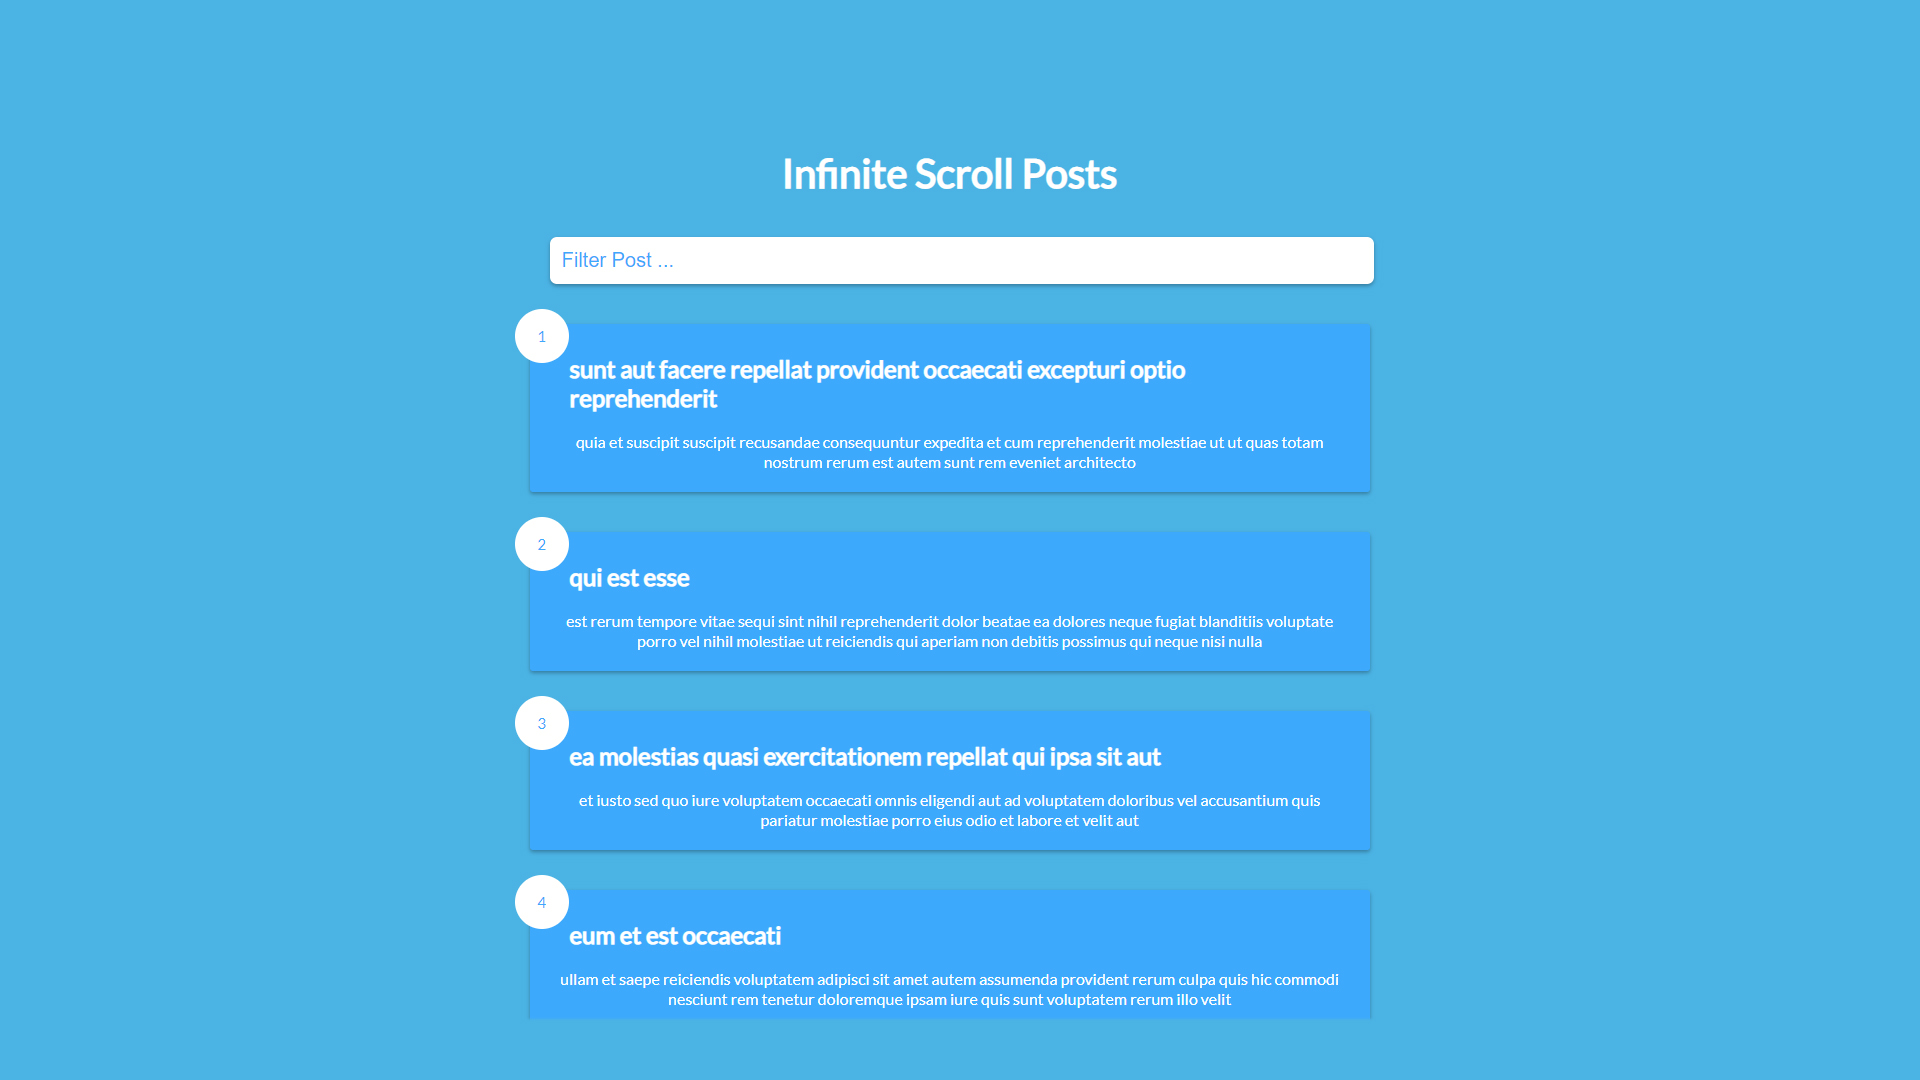 Infinite Scroll Posts
Filter Post ...
1
sunt aut facere repellat provident occaecati excepturi optio
reprehenderit
quia et suscipit suscipit recusandae consequuntur expedita et cum reprehenderit molestiae ut ut quas totam
nostrum rerum est autem sunt rem eveniet architecto
2
qui est esse
est rerum tempore vitae sequi sint nihil reprehenderit dolor beatae ea dolores neque fugiat blanditiis voluptate
porro vel nihil molestiae ut reiciendis qui aperiam non debitis possimus qui neque nisi nulla
3
ea molestias quasi exercitationem repellat qui ipsa sit aut
et iusto sed quo iure voluptatem occaecati omnis eligendi aut ad voluptatem doloribus vel accusantium quis
pariatur molestiae porro eius odio et labore et velit aut
4
eum et est occaecati
ullam et saepe reiciendis voluptatem adipisci sit amet autem assumenda provident rerum culpa quis hic commodi
nesciunt rem tenetur doloremque ipsam iure quis sunt voluptatem rerum illo velit